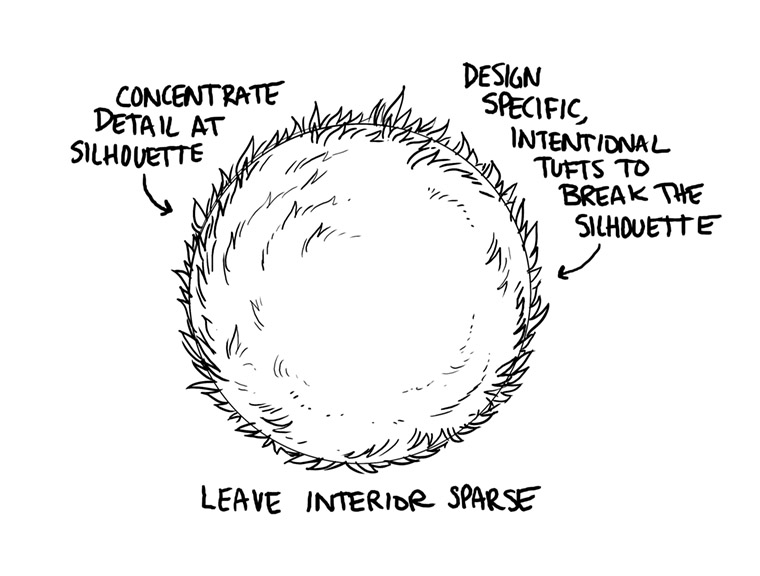 CONCENTRATE
DETAIL AT
SILHOUETTE
DESIGN
SPECIFIC,
INTENTIONAL
TUFTS TO
BREAK THE
SILHOUETTE
LEAVE INTERIOR SPARSE